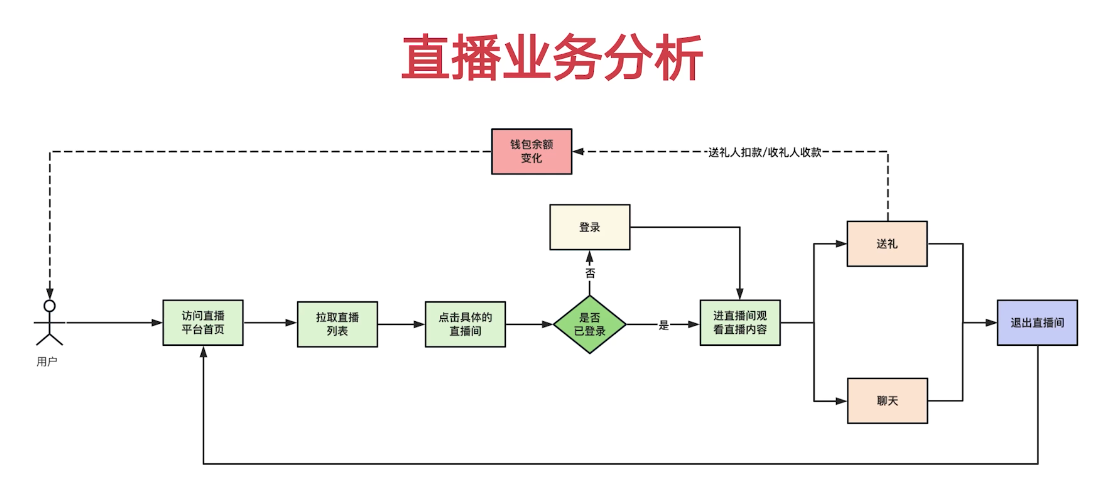 直播业务分析
钱包余额
变化
送礼人扣款/收礼人收款
登录
送礼
否
用户
访问直播
平台首页
拉取直播
列表
点击具体的
直播间
是否
已登录
是
进直播间观
看直播内容
退出直播间
聊天